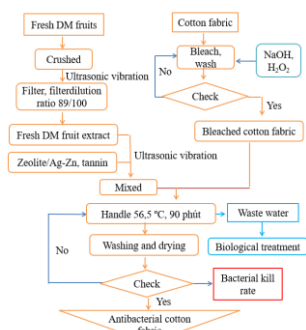 Fresh DM fruits
Cotton fabric
Crushed
Bleach,
wash
NaOH,
H₂O₂
No
Ultrasonic vibration
Filter, filterdilution
ratio 89/100
Check
Yes
Fresh DM fruit extract
Bleached cotton fabric
Zeolite/Ag-Zn, tannin
Ultrasonic vibration
Mixed
Handle 56,5 ºC, 90 phút
Waste water
No
Washing and drying
Biological treatment
Check
Bacterial kill
rate
Yes
Antibacterial cotton
fabric